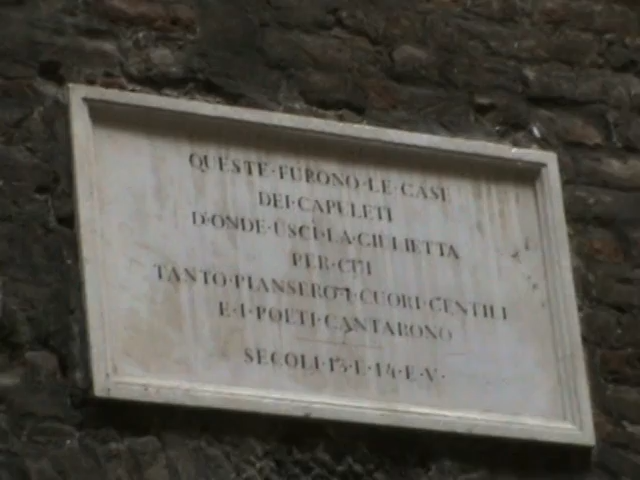 QUESTE·FURONO·LE·CASE
DEI·CAPULETI
D'ONDE·USCÌ·LA·GIULIETTA
PER·CUI
TANTO·PIANSERO·I·CUORI·GENTILI
E·I·POETI·CANTARONO
SECOLI·13·E·14·E·V·